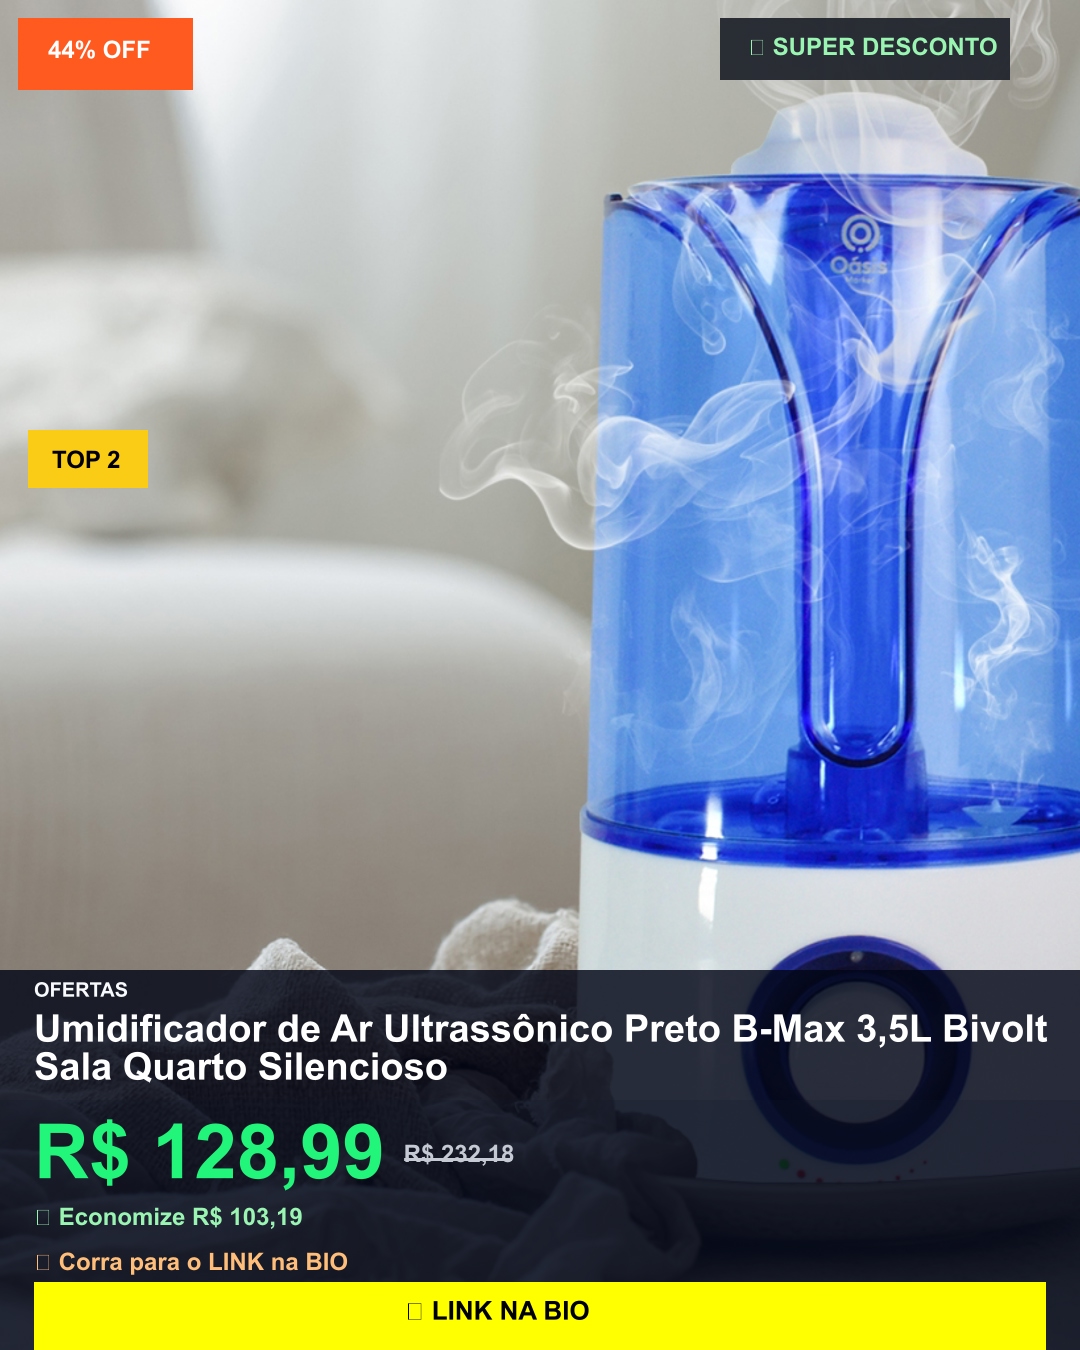 44% OFF
SUPER DESCONTO
Oásis
TOP 2
OFERTAS
Umidificador de Ar Ultrassônico Preto B-Max 3,5L Bivolt
Sala Quarto Silencioso
R$ 128,99 R$ 232,18
Economize R$ 103,19
Corra para o LINK na BIO
LINK NA BIO